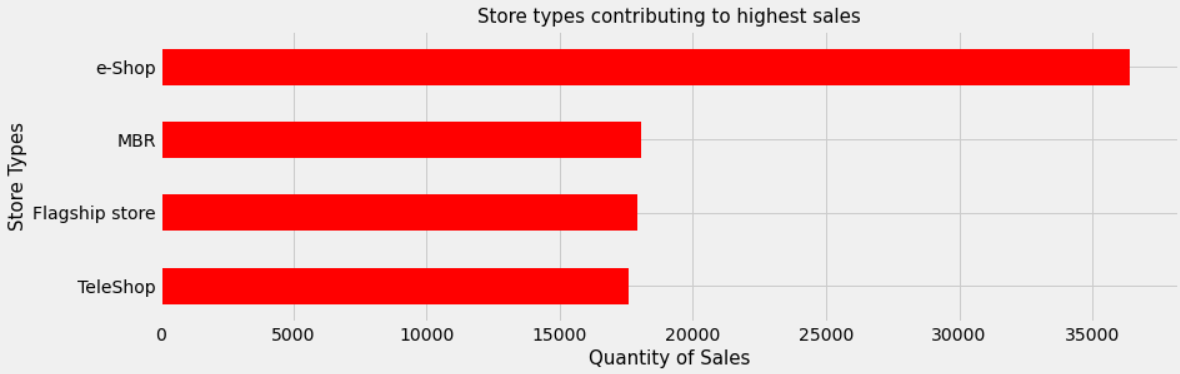 Store types contributing to highest sales
Store Types
e-Shop
MBR
Flagship store
TeleShop
0 5000 10000 15000 20000 25000 30000 35000
Quantity of Sales